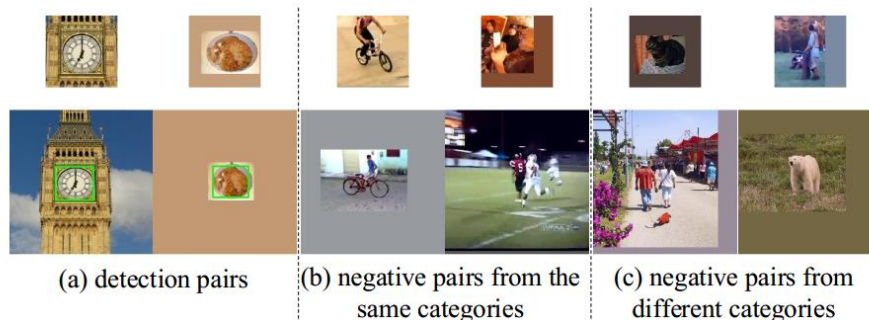 (a) detection pairs
(b) negative pairs from the
same categories
(c) negative pairs from
different categories